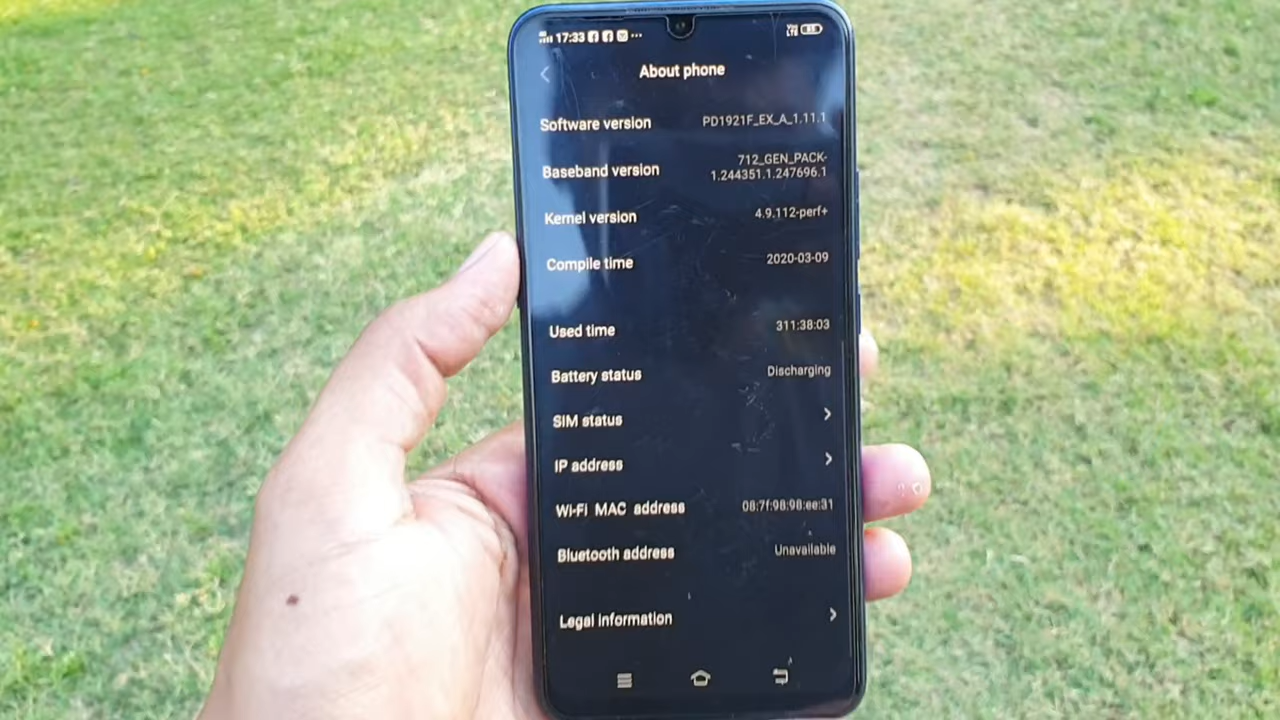 17:33
About phone
Software version PD1921F_EX_A_1.11.1
Baseband version 712_GEN_PACK-
1.244351.1.247696.1
Kernel version 4.9.112-perf+
Compile time 2020-03-09
Used time 311:38:03
Battery status Discharging
SIM status
IP address
Wi-Fi MAC address 08:7f:98:98:ee:31
Bluetooth address Unavailable
Legal information